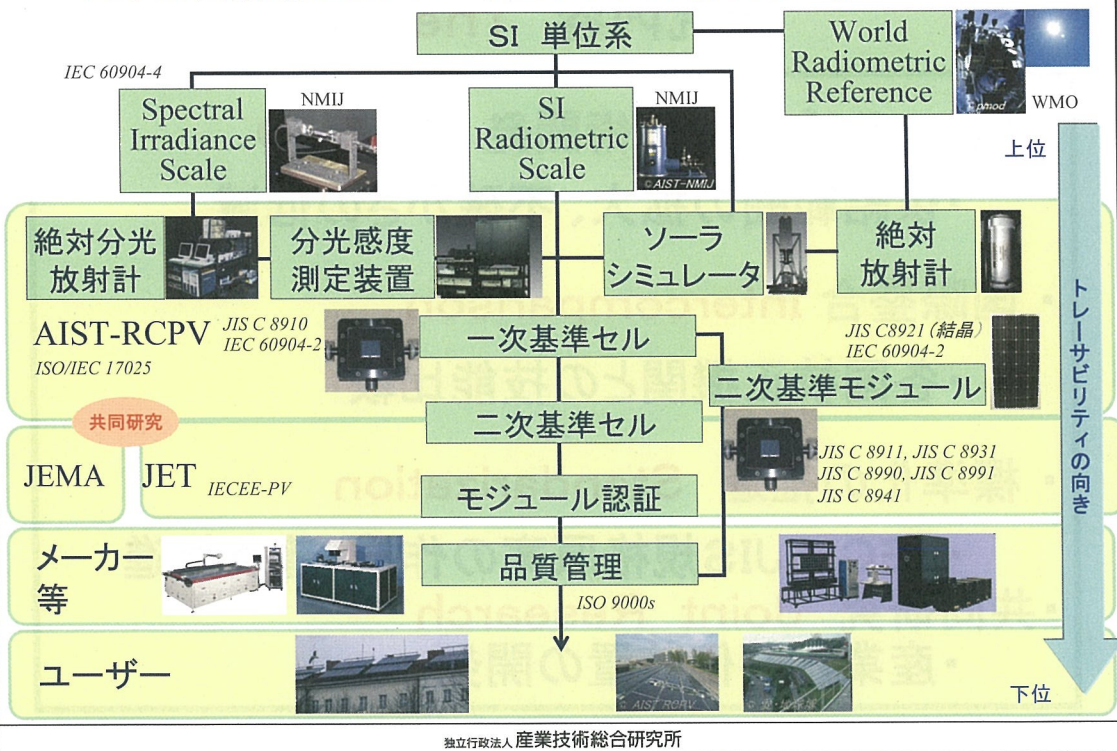 SI 単位系
World
Radiometric
Reference
©pmod
WMO
IEC 60904-4
Spectral
Irradiance
Scale
NMIJ
SI
Radiometric
Scale
NMIJ
©AIST-NMIJ
上位
絶対分光
放射計
分光感度
測定装置
ソーラ
シミュレータ
絶対
放射計
トレーサビリティの向き
AIST-RCPV
ISO/IEC 17025
JIS C 8910
IEC 60904-2
一次基準セル
JIS C8921（結晶）
IEC 60904-2
二次基準モジュール
共同研究
二次基準セル
JEMA
JET
IECEE-PV
モジュール認証
JIS C 8911, JIS C 8931
JIS C 8990, JIS C 8991
JIS C 8941
メーカー
等
品質管理
ISO 9000s
ユーザー
© AIST RCPV
下位
独立行政法人 産業技術総合研究所